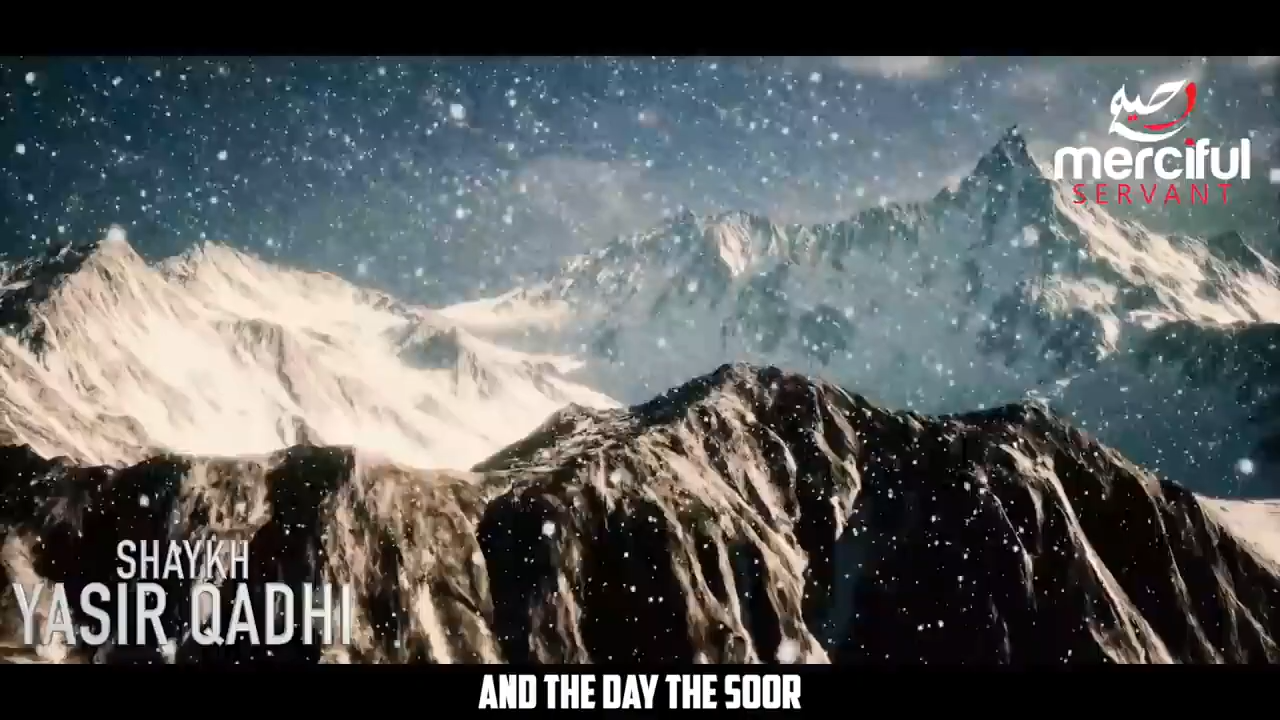 merciful
SERVANT
SHAYKH
YASIR QADHI
AND THE DAY THE SOOR